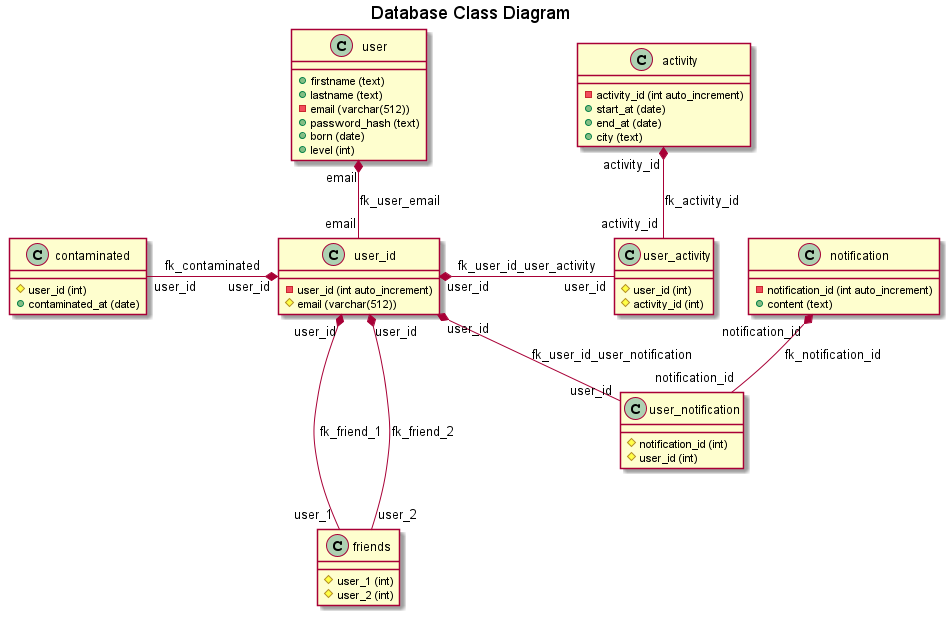 Database Class Diagram
C user
firstname (text)
lastname (text)
email (varchar(512))
password_hash (text)
born (date)
level (int)
C activity
activity_id (int auto_increment)
start_at (date)
end_at (date)
city (text)
email
fk_user_email
email
activity_id
fk_activity_id
activity_id
C contaminated
user_id (int)
contaminated_at (date)
fk_contaminated
user_id
user_id
C user_id
user_id (int auto_increment)
email (varchar(512))
fk_user_id_user_activity
user_id
user_id
C user_activity
user_id (int)
activity_id (int)
C notification
notification_id (int auto_increment)
content (text)
user_id
user_id
user_id
fk_user_id_user_notification
user_id
notification_id
fk_notification_id
notification_id
C user_notification
notification_id (int)
user_id (int)
fk_friend_1
fk_friend_2
user_1
user_2
C friends
user_1 (int)
user_2 (int)